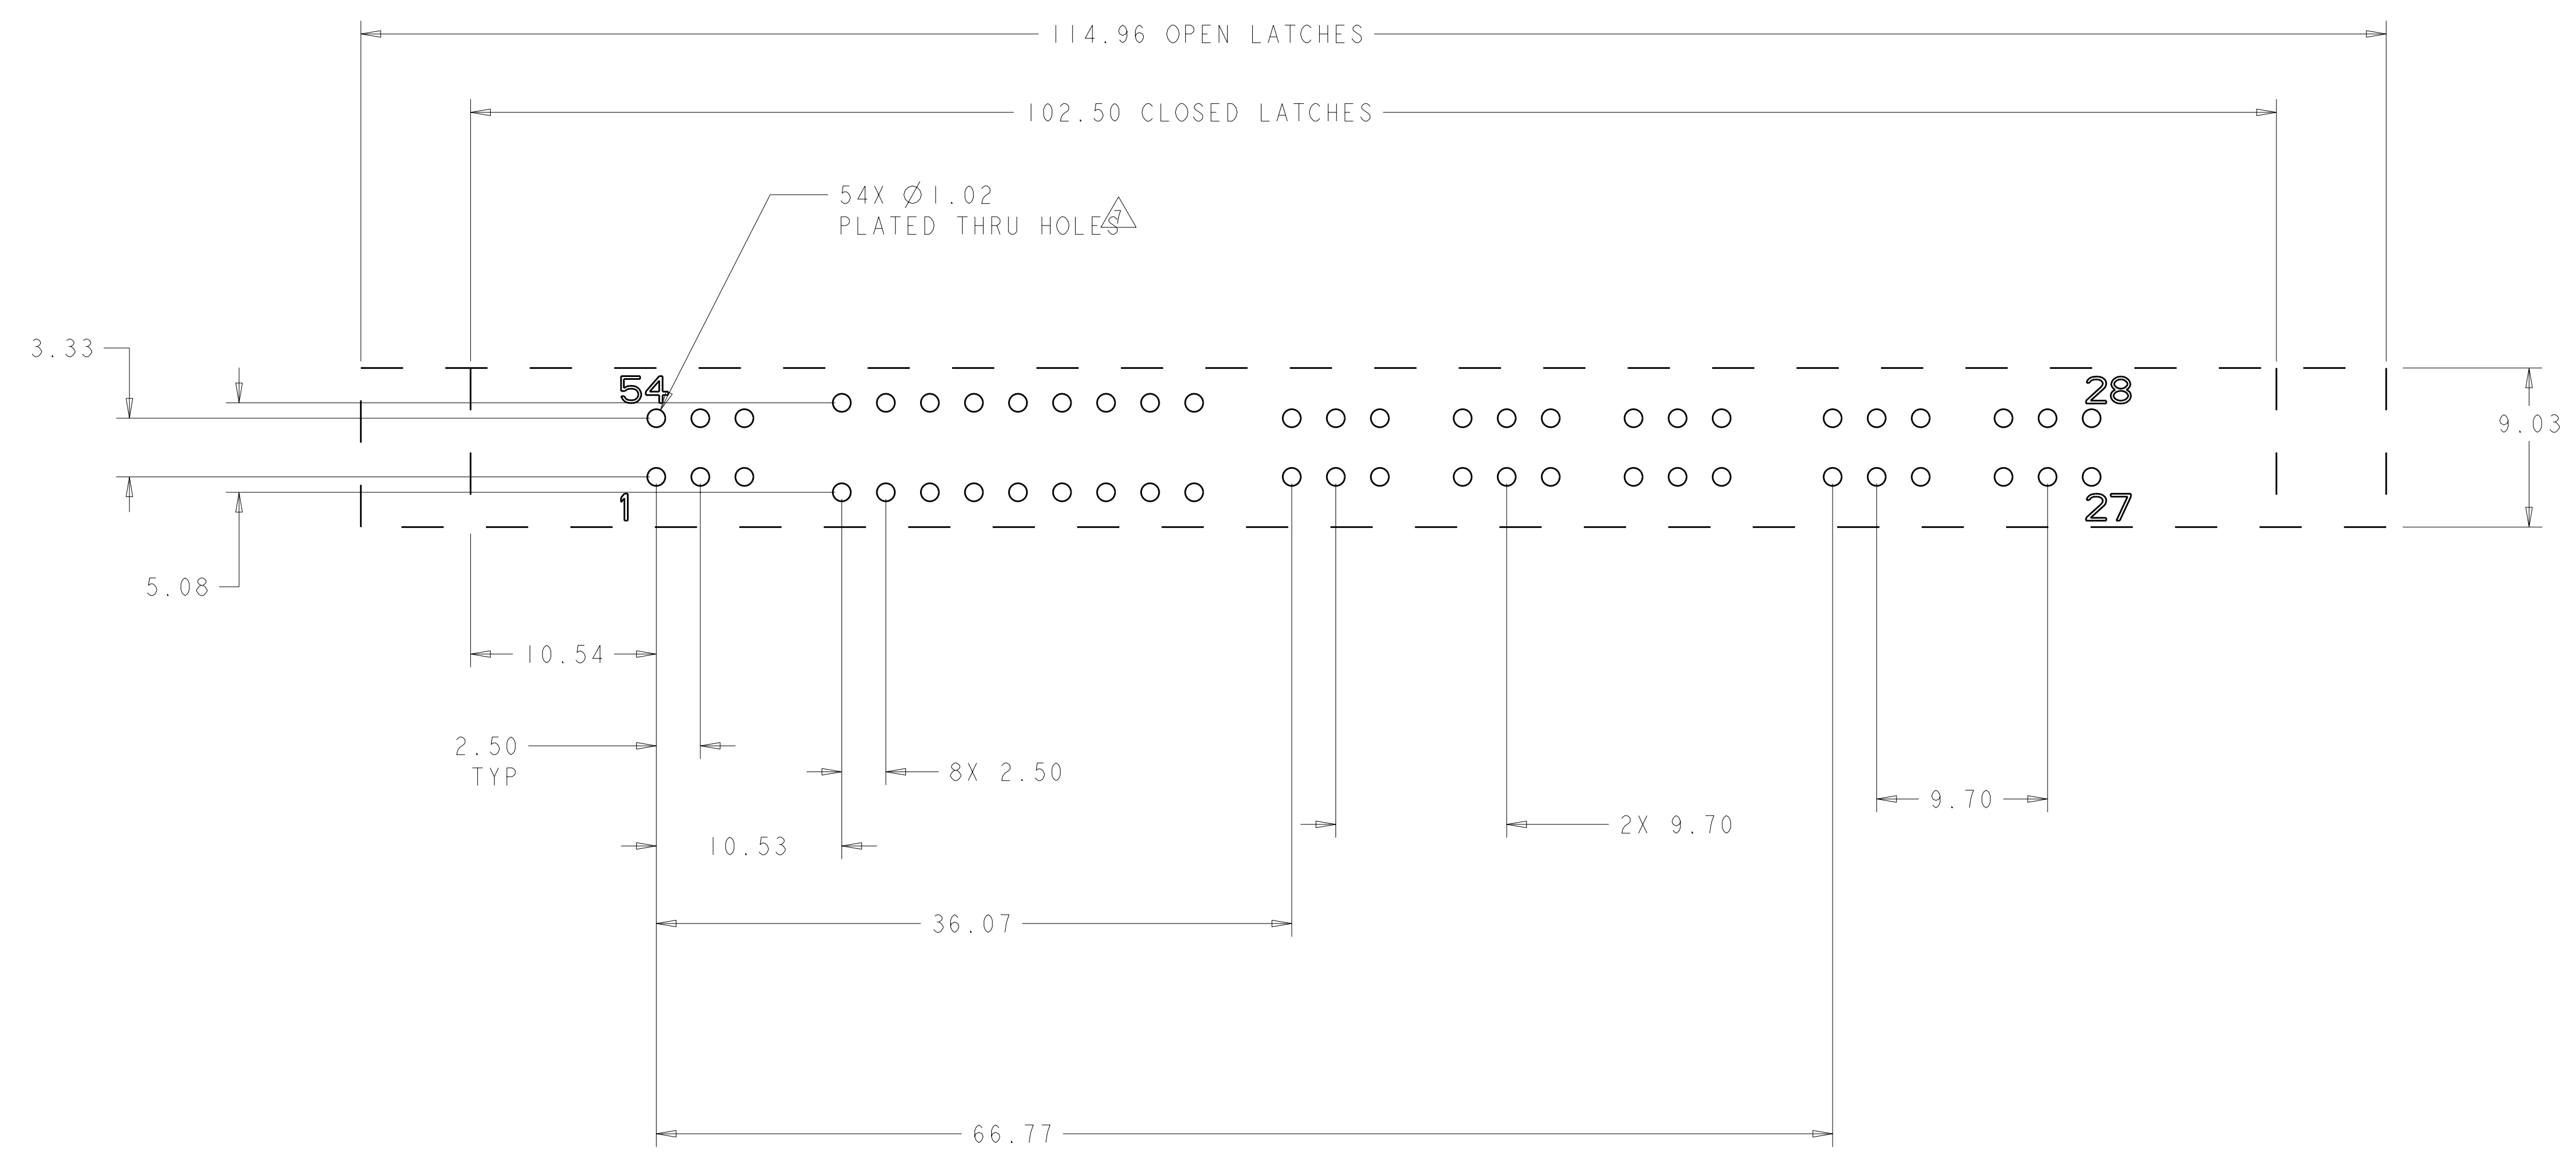 114.96 OPEN LATCHES
102.50 CLOSED LATCHES
54X Ø1.02
PLATED THRU HOLES 7
3.33
54
28
9.03
1
27
5.08
10.54
2.50
TYP
8X 2.50
9.70
2X 9.70
10.53
36.07
66.77